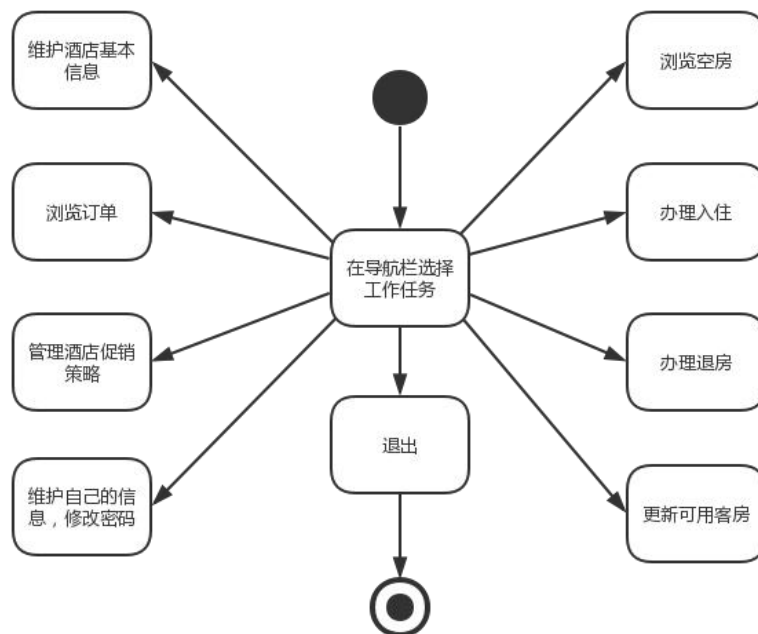 维护酒店基本
信息
浏览订单
管理酒店促销
策略
维护自己的信
息，修改密码
在导航栏选择
工作任务
退出
浏览空房
办理入住
办理退房
更新可用客房